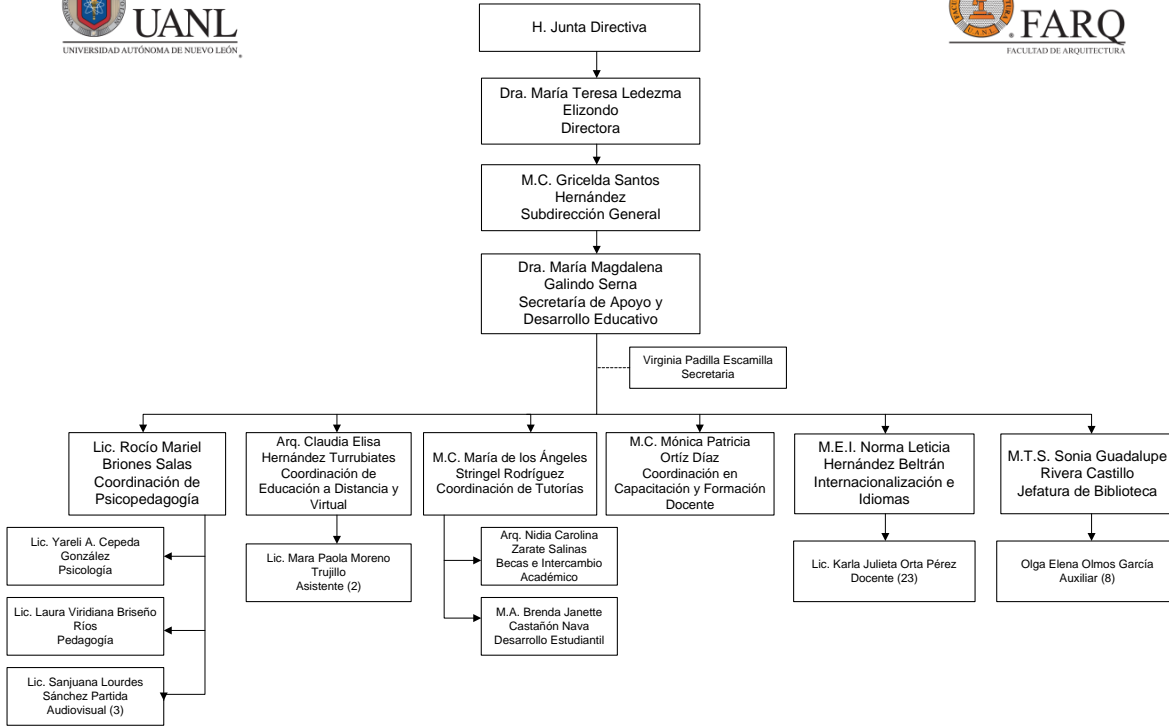 UANL
UNIVERSIDAD AUTÓNOMA DE NUEVO LEÓN
FARQ
FACULTAD DE ARQUITECTURA
H. Junta Directiva
Dra. María Teresa Ledezma
Elizondo
Directora
M.C. Gricelda Santos
Hernández
Subdirección General
Dra. María Magdalena
Galindo Serna
Secretaría de Apoyo y
Desarrollo Educativo
Virginia Padilla Escamilla
Secretaria
Lic. Rocío Mariel
Briones Salas
Coordinación de
Psicopedagogía
Arq. Claudia Elisa
Hernández Turrubiates
Coordinación de
Educación a Distancia y
Virtual
M.C. María de los Ángeles
Stringel Rodríguez
Coordinación de Tutorías
M.C. Mónica Patricia
Ortíz Díaz
Coordinación en
Capacitación y Formación
Docente
M.E.I. Norma Leticia
Hernández Beltrán
Internacionalización e
Idiomas
M.T.S. Sonia Guadalupe
Rivera Castillo
Jefatura de Biblioteca
Lic. Yareli A. Cepeda
González
Psicología
Lic. Laura Viridiana Briseño
Ríos
Pedagogía
Lic. Sanjuana Lourdes
Sánchez Partida
Audiovisual (3)
Lic. Mara Paola Moreno
Trujillo
Asistente (2)
Arq. Nidia Carolina
Zarate Salinas
Becas e Intercambio
Académico
M.A. Brenda Janette
Castañón Nava
Desarrollo Estudiantil
Lic. Karla Julieta Orta Pérez
Docente (23)
Olga Elena Olmos García
Auxiliar (8)